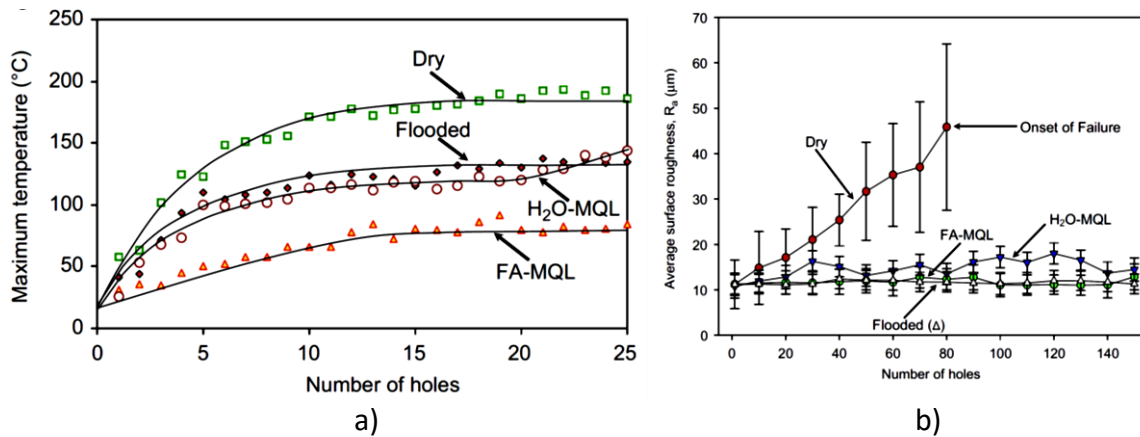 250
200
150
100
50
0
Maximum temperature (°C)
Dry
Flooded
H₂O-MQL
FA-MQL
0 5 10 15 20 25
Number of holes
a)
70
60
50
40
30
20
10
0
Average surface roughness, Rₐ (µm)
Onset of Failure
Dry
H₂O-MQL
FA-MQL
Flooded (Δ)
0 20 40 60 80 100 120 140
Number of holes
b)